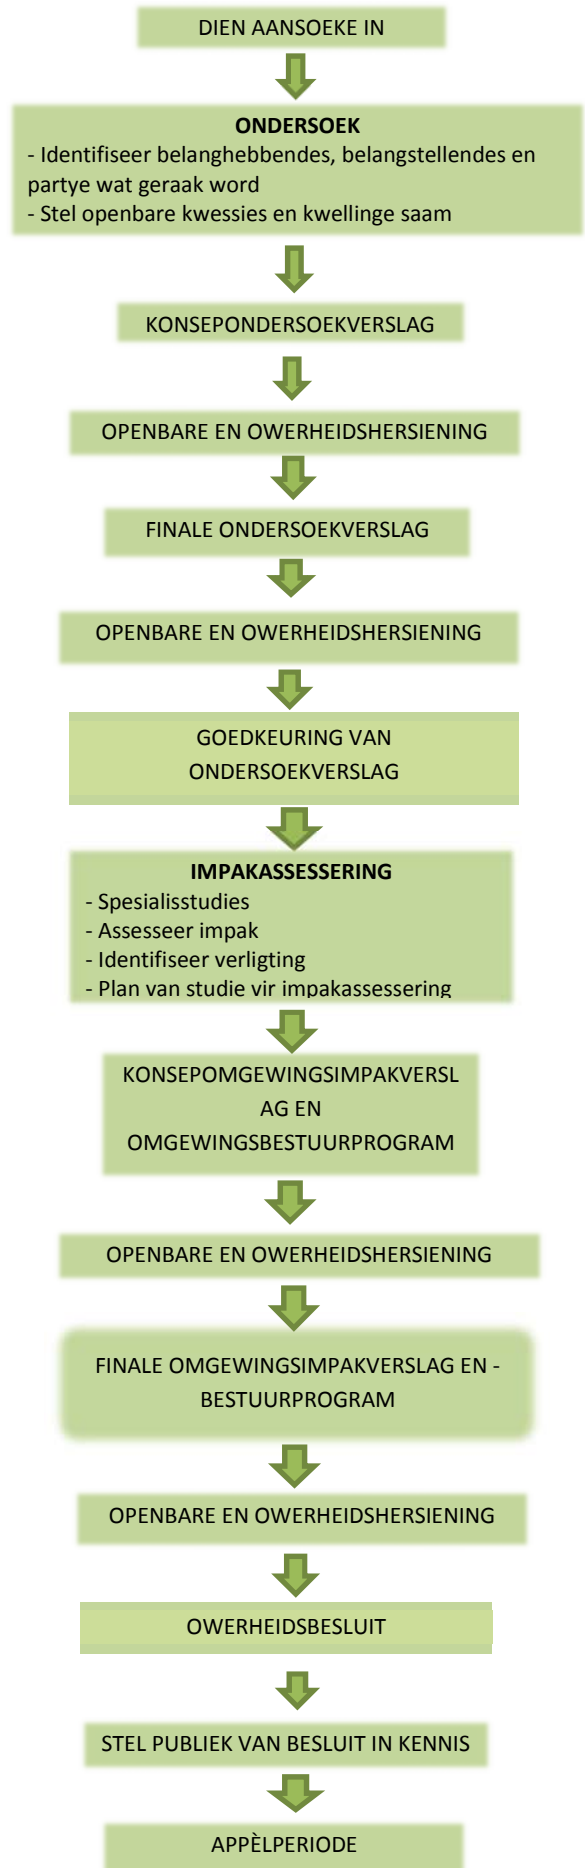 DIEN AANSOEKE IN
ONDERSOEK
- Identifiseer belanghebbendes, belangstellendes en
partye wat geraak word
- Stel openbare kwessies en kwellinge saam
KONSEPONDERSOEKVERSLAG
OPENBARE EN OWERHEIDSHERSIENING
FINALE ONDERSOEKVERSLAG
OPENBARE EN OWERHEIDSHERSIENING
GOEDKEURING VAN
ONDERSOEKVERSLAG
IMPAKASSESSERING
- Spesialisstudies
- Assesseer impak
- Identifiseer verligting
- Plan van studie vir impakassessering
KONSEPOMGEWINGSIMPAKVERSL
AG EN
OMGEWINGSBESTUURPROGRAM
OPENBARE EN OWERHEIDSHERSIENING
FINALE OMGEWINGSIMPAKVERSLAG EN -
BESTUURPROGRAM
OPENBARE EN OWERHEIDSHERSIENING
OWERHEIDSBESLUIT
STEL PUBLIEK VAN BESLUIT IN KENNIS
APPÈLPERIODE